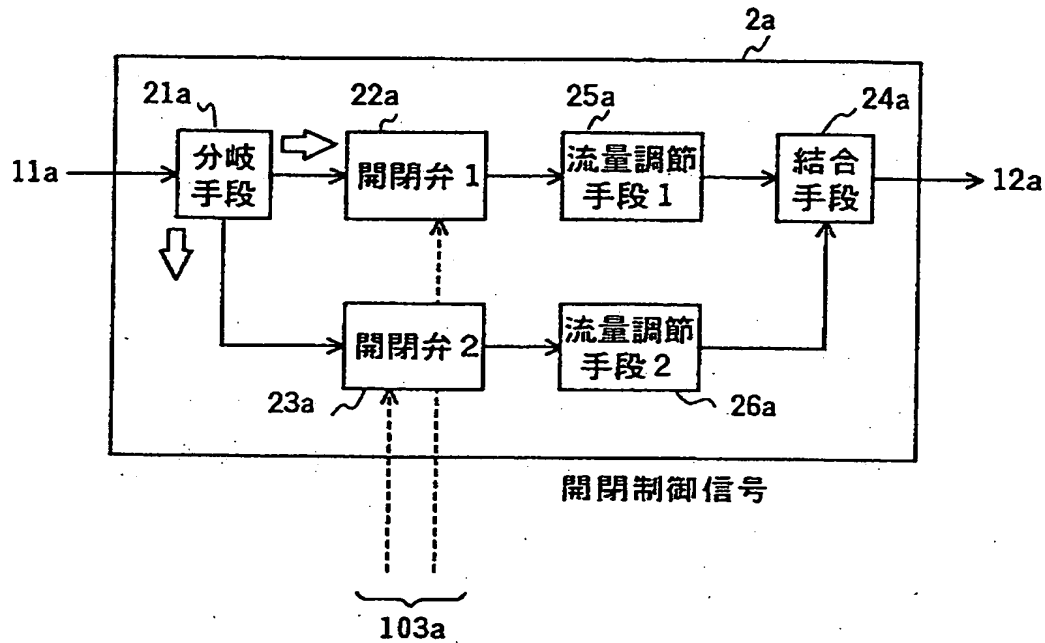 2a
21a
22a
25a
24a
11a
分岐
手段
開閉弁1
流量調節
手段1
結合
手段
12a
開閉弁2
流量調節
手段2
23a
26a
開閉制御信号
103a